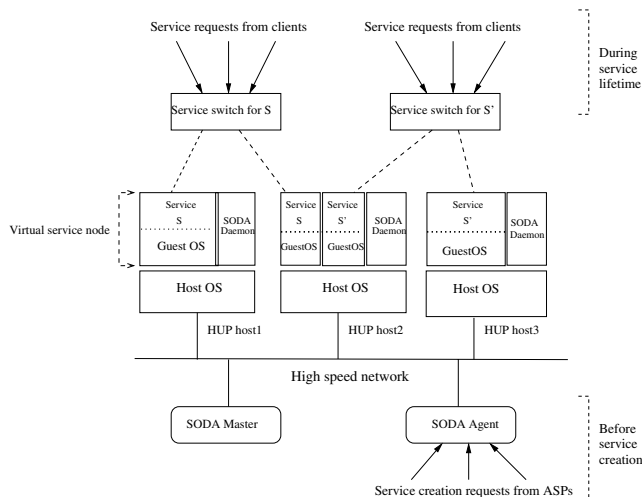 Service requests from clients
Service requests from clients
During
service
lifetime
Service switch for S
Service switch for S'
Virtual service node
Service
S
Guest OS
SODA
Daemon
Service
S
GuestOS
Service
S'
GuestOS
SODA
Daemon
Service
S'
GuestOS
SODA
Daemon
Host OS
Host OS
Host OS
HUP host1
HUP host2
HUP host3
High speed network
SODA Master
SODA Agent
Before
service
creation
Service creation requests from ASPs